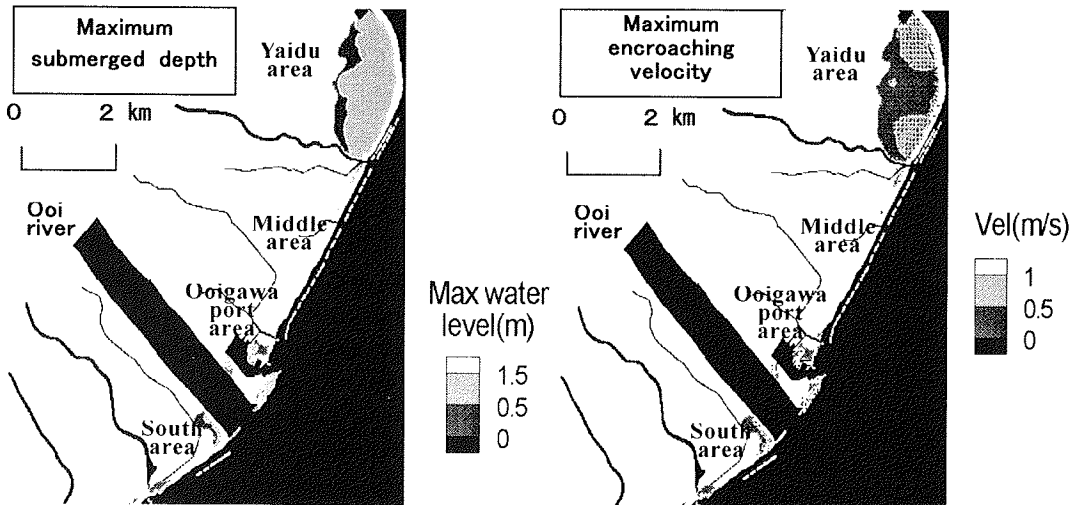 Maximum
submerged depth
Yaidu
area
0 2 km
Ooi
river
Middle
area
Ooigawa
port
area
South
area
Max water
level(m)
1.5
0.5
0
Maximum
encroaching
velocity
Yaidu
area
0 2 km
Ooi
river
Middle
area
Ooigawa
port
area
South
area
Vel(m/s)
1
0.5
0